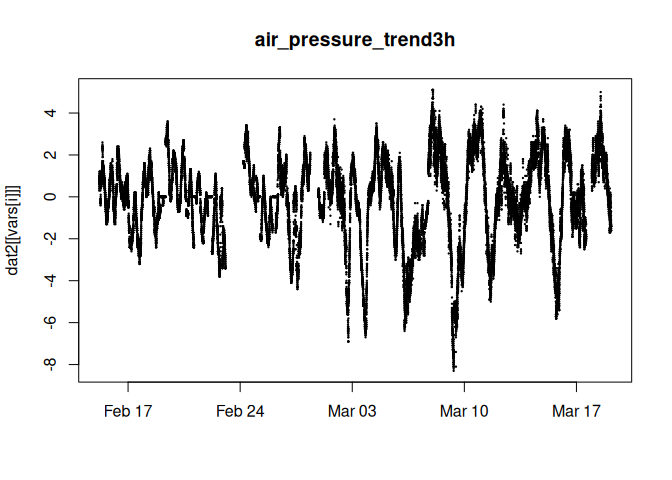 air_pressure_trend3h
dat2[[vars[i]]]
4
2
0
-2
-4
-6
-8
Feb 17
Feb 24
Mar 03
Mar 10
Mar 17